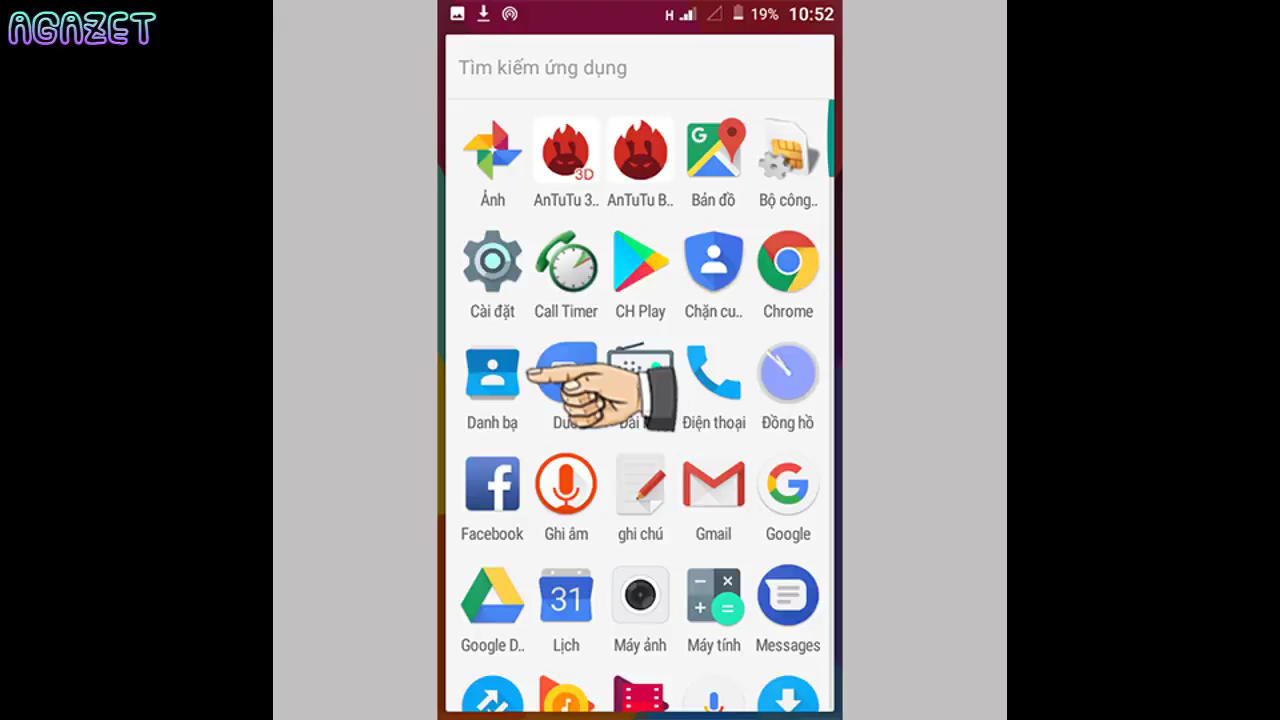 AGAZET
H 19% 10:52
Tìm kiếm ứng dụng
Ảnh AnTuTu 3.. AnTuTu B.. Bản đồ Bộ công..
3D
G
Cài đặt Call Timer CH Play Chặn cu.. Chrome
Danh bạ Điện thoại Đồng hồ
Facebook Ghi âm ghi chú Gmail Google
31
Google D.. Lịch Máy ảnh Máy tính Messages